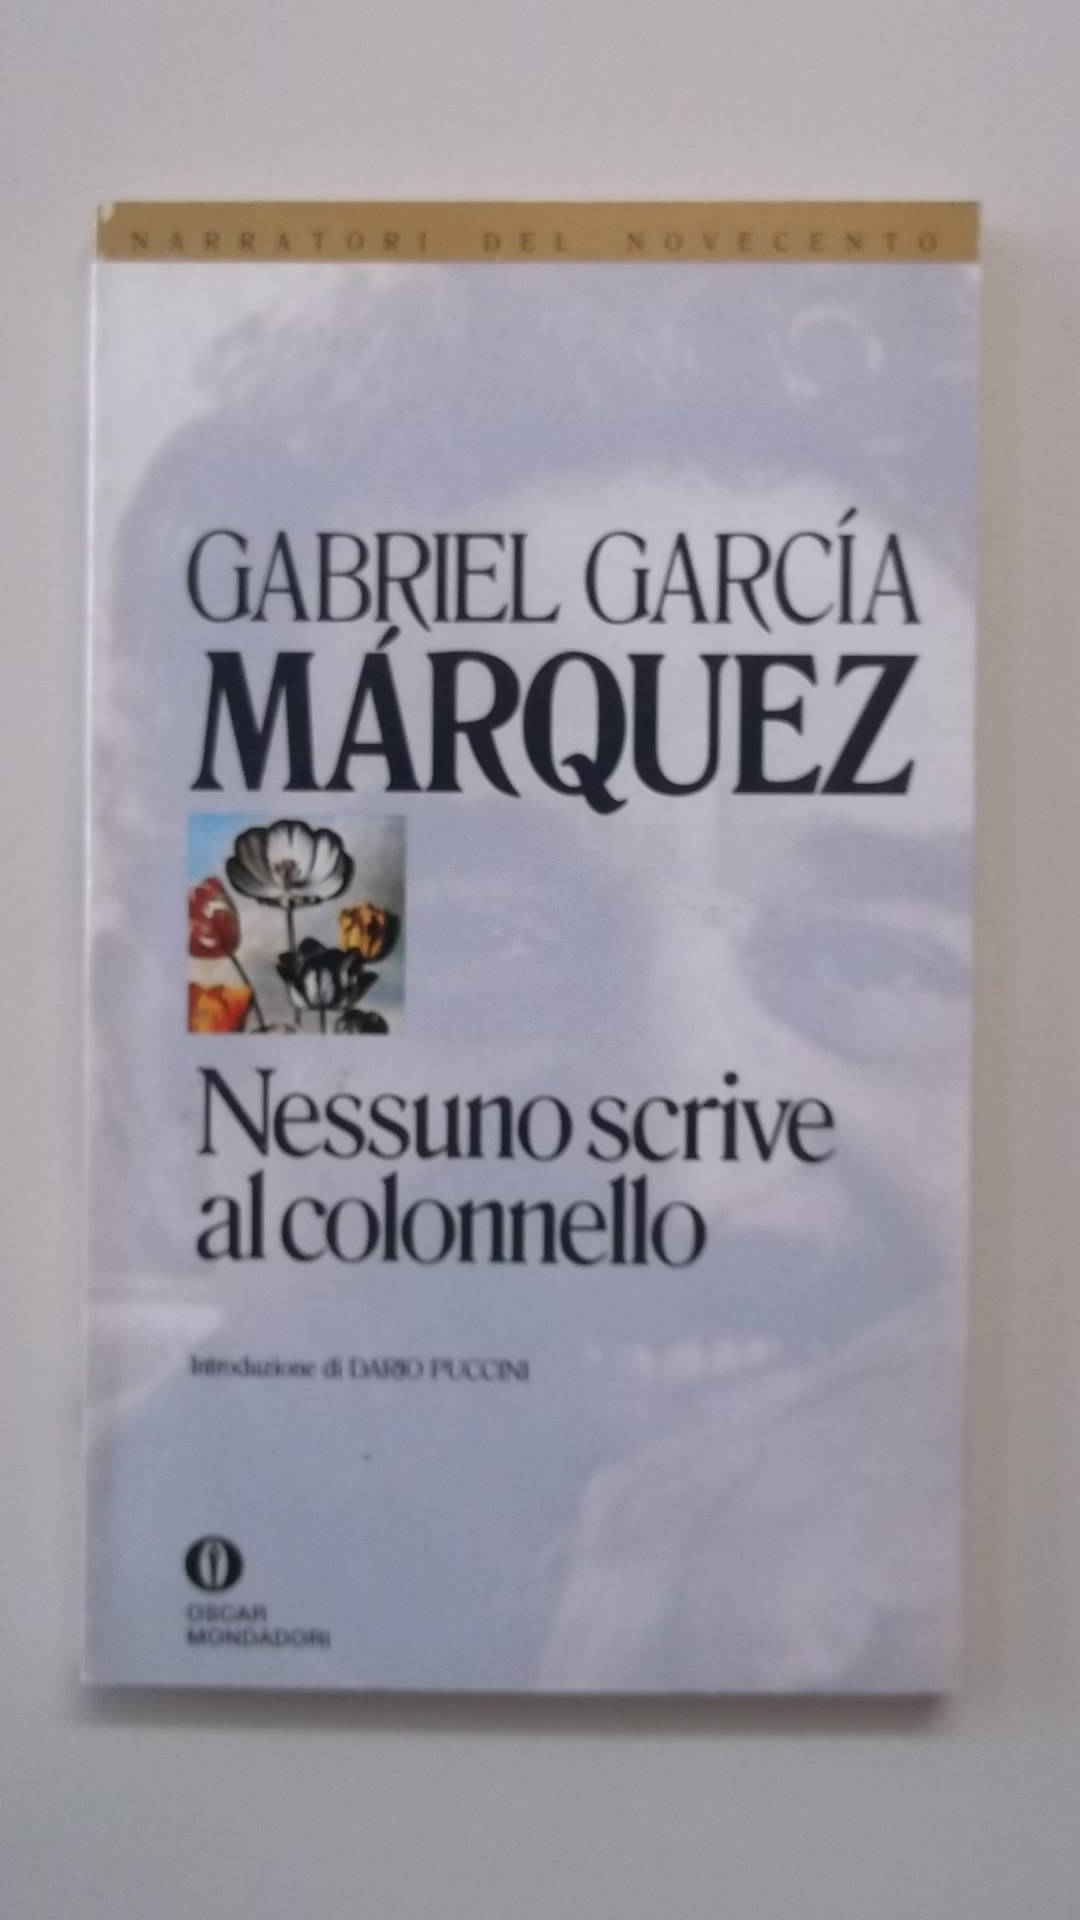 NARRATORI DEL NOVECENTO
GABRIEL GARCÍA
MÁRQUEZ
Nessuno scrive
al colonnello
Introduzione di DARIO PUCCINI
OSCAR
MONDADORI